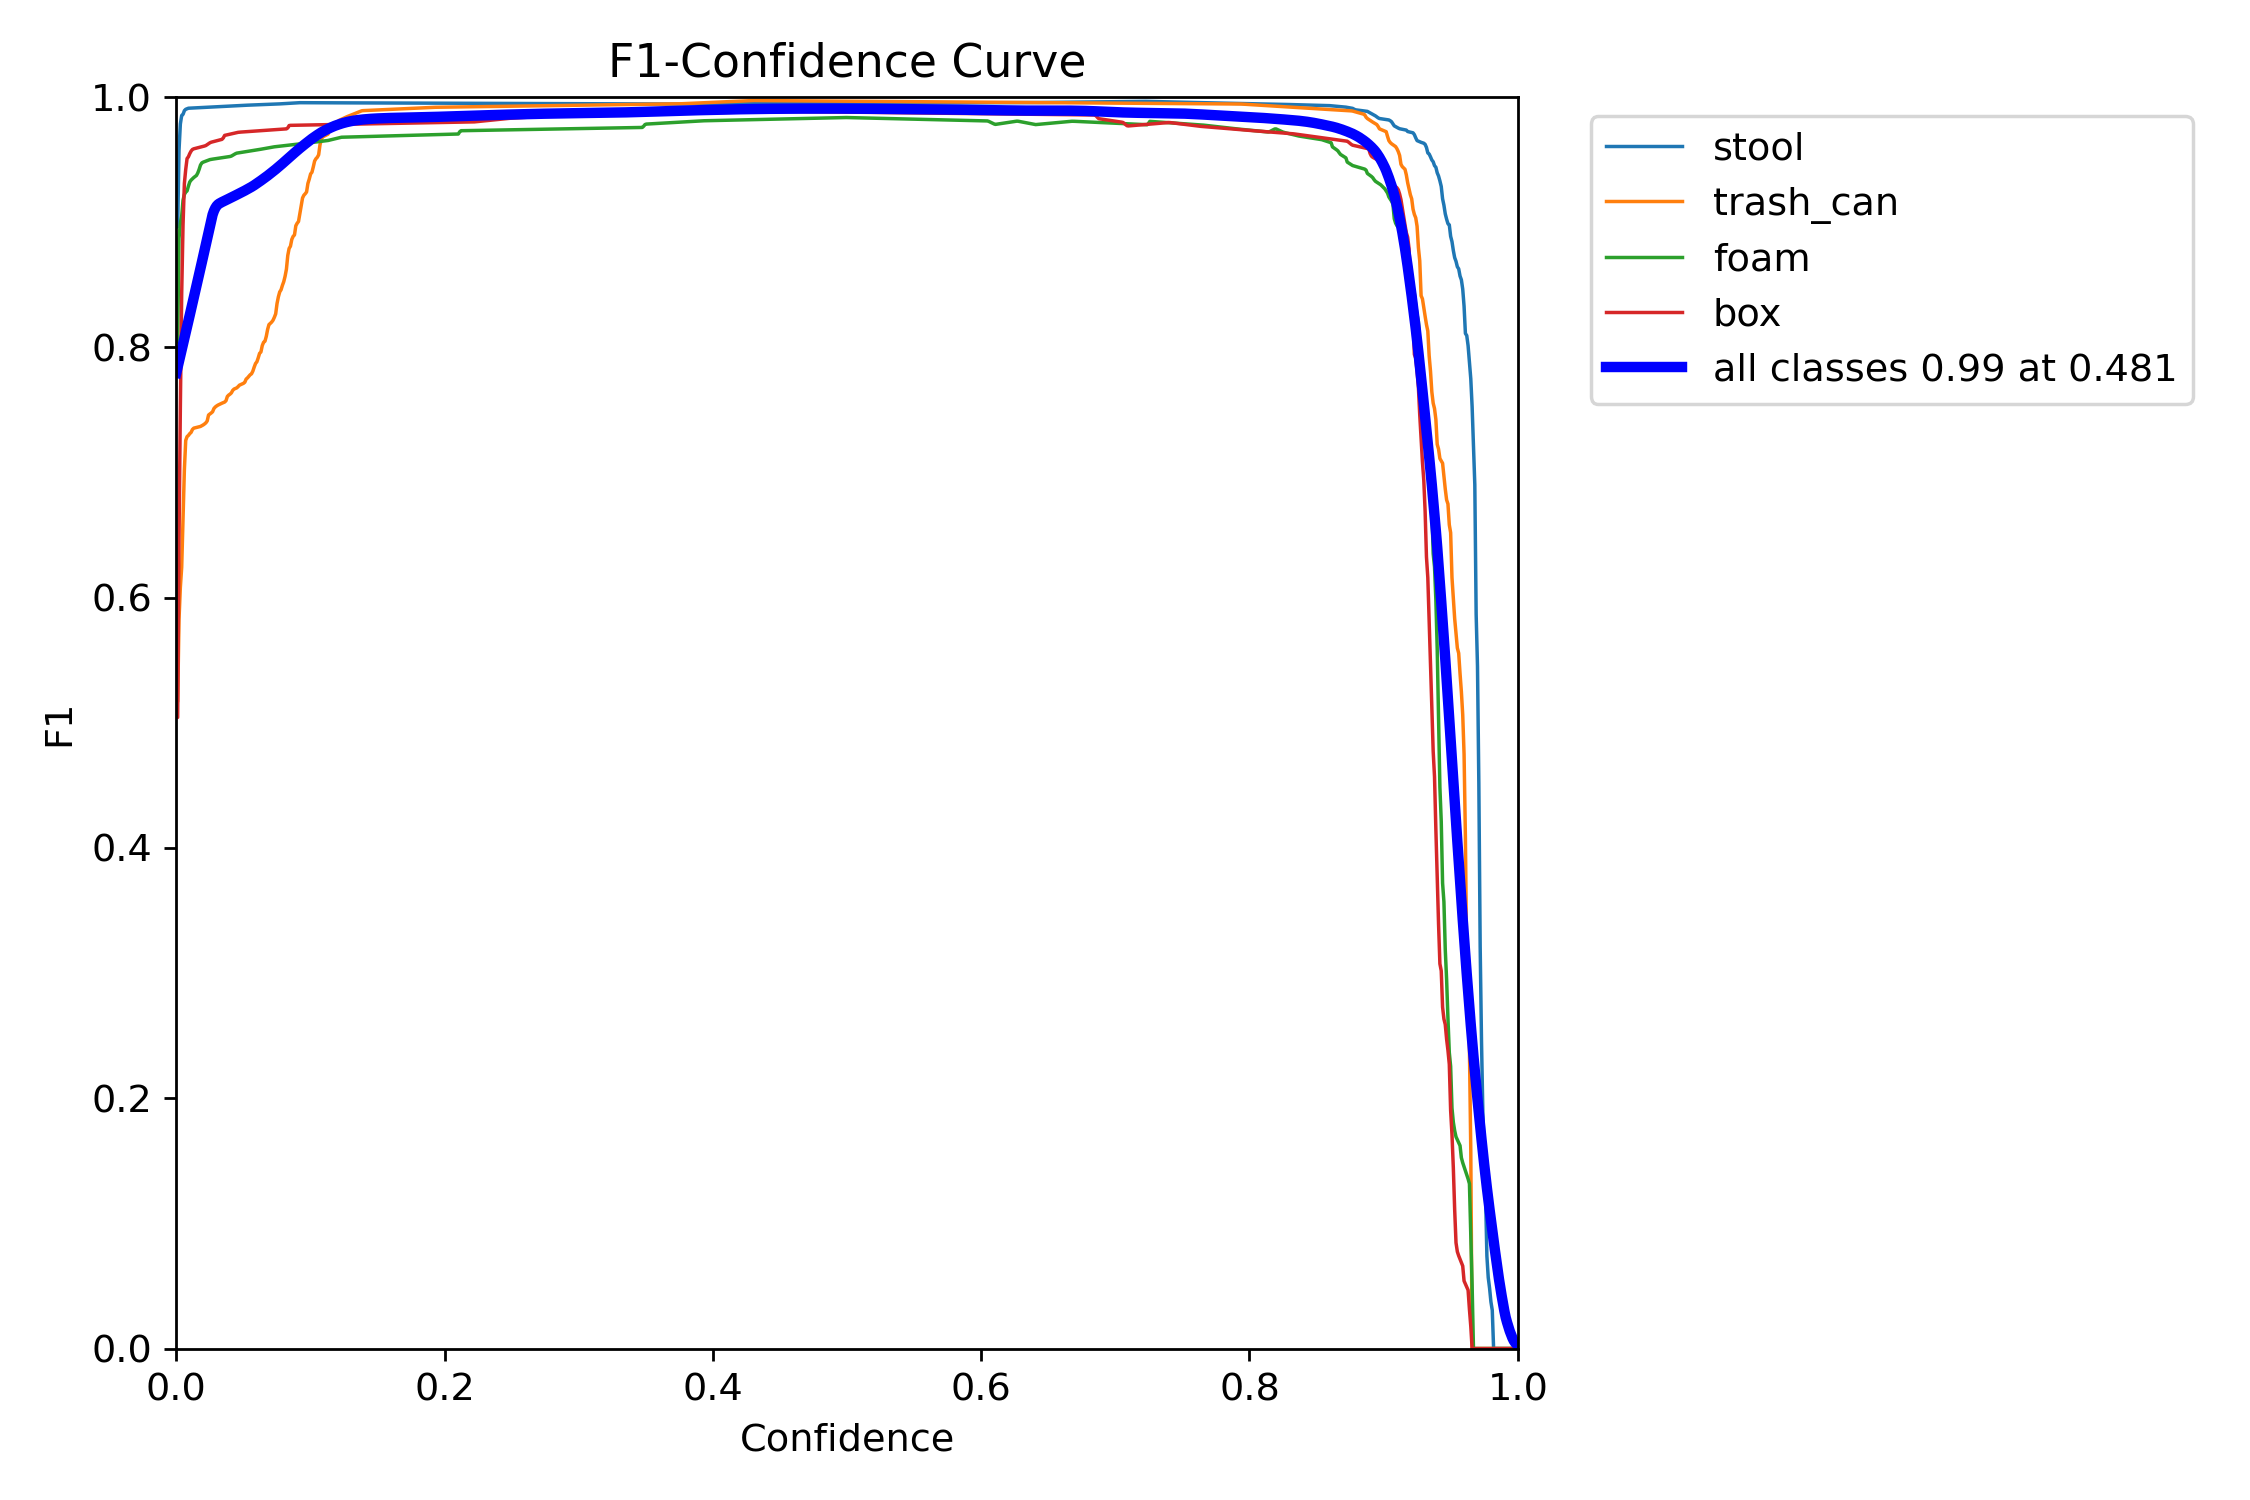 F1-Confidence Curve
1.0
0.8
0.6
0.4
0.2
0.0
F1
0.0 0.2 0.4 0.6 0.8 1.0
Confidence
stool
trash_can
foam
box
all classes 0.99 at 0.481